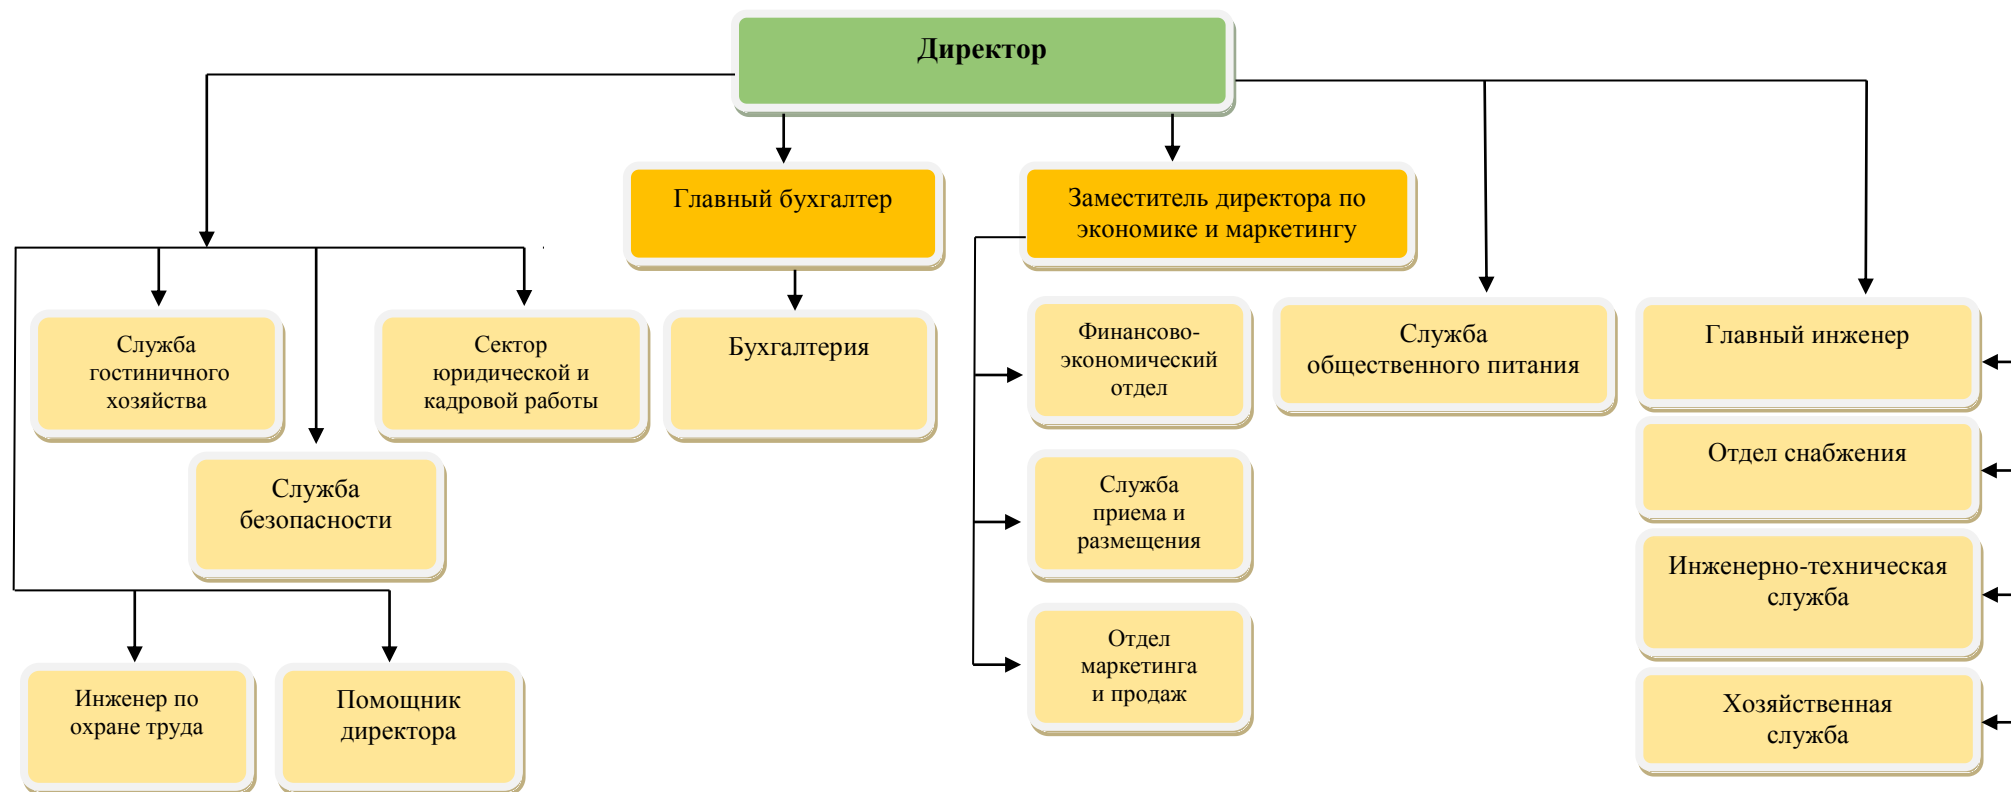 Директор
Главный бухгалтер
Заместитель директора по
экономике и маркетингу
Служба
гостиничного
хозяйства
Сектор
юридической и
кадровой работы
Бухгалтерия
Финансово-
экономический
отдел
Служба
общественного питания
Главный инженер
Служба
безопасности
Служба
приема и
размещения
Отдел снабжения
Инженерно-техническая
служба
Инженер по
охране труда
Помощник
директора
Отдел
маркетинга
и продаж
Хозяйственная
служба